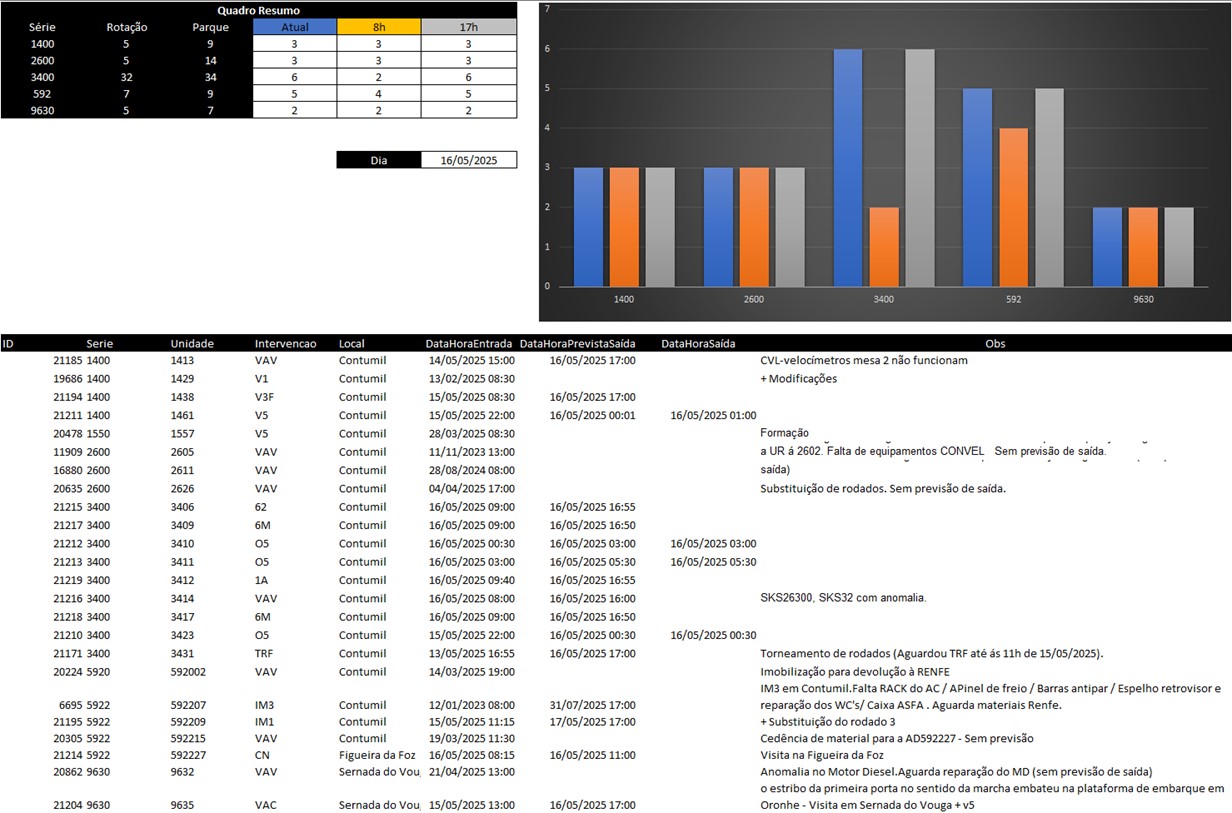 Quadro Resumo
Série Rotação Parque Atual 8h 17h
1400 5 9 3 3 3
2600 5 14 3 3 3
3400 32 34 6 2 6
592 7 9 5 4 5
9630 5 7 2 2 2
Dia 16/05/2025
7
6
5
4
3
2
1
0
1400 2600 3400 592 9630
ID Serie Unidade Intervencao Local DataHoraEntrada DataHoraPrevistaSaída DataHoraSaída Obs
21185 1400 1413 VAV Contumil 14/05/2025 15:00 16/05/2025 17:00 CVL-velocímetros mesa 2 não funcionam
19686 1400 1429 V1 Contumil 13/02/2025 08:30 + Modificações
21194 1400 1438 V3F Contumil 15/05/2025 08:30 16/05/2025 17:00
21211 1400 1461 V5 Contumil 15/05/2025 22:00 16/05/2025 00:01 16/05/2025 01:00
20478 1550 1557 V5 Contumil 28/03/2025 08:30 Formação
11909 2600 2605 VAV Contumil 11/11/2023 13:00 a UR á 2602. Falta de equipamentos CONVEL Sem previsão de saída.
16880 2600 2611 VAV Contumil 28/08/2024 08:00 saída)
20635 2600 2626 VAV Contumil 04/04/2025 17:00 Substituição de rodados. Sem previsão de saída.
21215 3400 3406 62 Contumil 16/05/2025 09:00 16/05/2025 16:55
21217 3400 3409 6M Contumil 16/05/2025 09:00 16/05/2025 16:50
21212 3400 3410 O5 Contumil 16/05/2025 00:30 16/05/2025 03:00 16/05/2025 03:00
21213 3400 3411 O5 Contumil 16/05/2025 03:00 16/05/2025 05:30 16/05/2025 05:30
21219 3400 3412 1A Contumil 16/05/2025 09:40 16/05/2025 16:55
21216 3400 3414 VAV Contumil 16/05/2025 08:00 16/05/2025 16:00 SKS26300, SKS32 com anomalia.
21218 3400 3417 6M Contumil 16/05/2025 09:00 16/05/2025 16:50
21210 3400 3423 O5 Contumil 15/05/2025 22:00 16/05/2025 00:30 16/05/2025 00:30
21171 3400 3431 TRF Contumil 13/05/2025 16:55 16/05/2025 17:00 Torneamento de rodados (Aguardou TRF até ás 11h de 15/05/2025).
20224 5920 592002 VAV Contumil 14/03/2025 19:00 Imobilização para devolução à RENFE
IM3 em Contumil.Falta RACK do AC / APinel de freio / Barras antipar / Espelho retrovisor e
6695 5922 592207 IM3 Contumil 12/01/2023 08:00 31/07/2025 17:00 reparação dos WC's/ Caixa ASFA . Aguarda materiais Renfe.
21195 5922 592209 IM1 Contumil 15/05/2025 11:15 17/05/2025 17:00 + Substituição do rodado 3
20305 5922 592215 VAV Contumil 19/03/2025 11:30 Cedência de material para a AD592227 - Sem previsão
21214 5922 592227 CN Figueira da Foz 16/05/2025 08:15 16/05/2025 11:00 Visita na Figueira da Foz
20862 9630 9632 VAV Sernada do Vou 21/04/2025 13:00 Anomalia no Motor Diesel.Aguarda reparação do MD (sem previsão de saída)
o estribo da primeira porta no sentido da marcha embateu na plataforma de embarque em
21204 9630 9635 VAC Sernada do Vou 15/05/2025 13:00 16/05/2025 17:00 Oronhe - Visita em Sernada do Vouga + v5